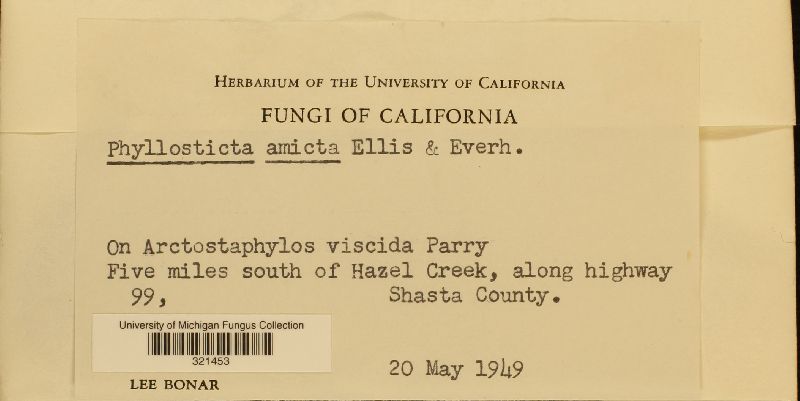 HERBARIUM OF THE UNIVERSITY OF CALIFORNIA
FUNGI OF CALIFORNIA
Phyllosticta amicta Ellis & Everh.
On Arctostaphylos viscida Parry
Five miles south of Hazel Creek, along highway
99, Shasta County.
University of Michigan Fungus Collection
321453
20 May 1949
LEE BONAR